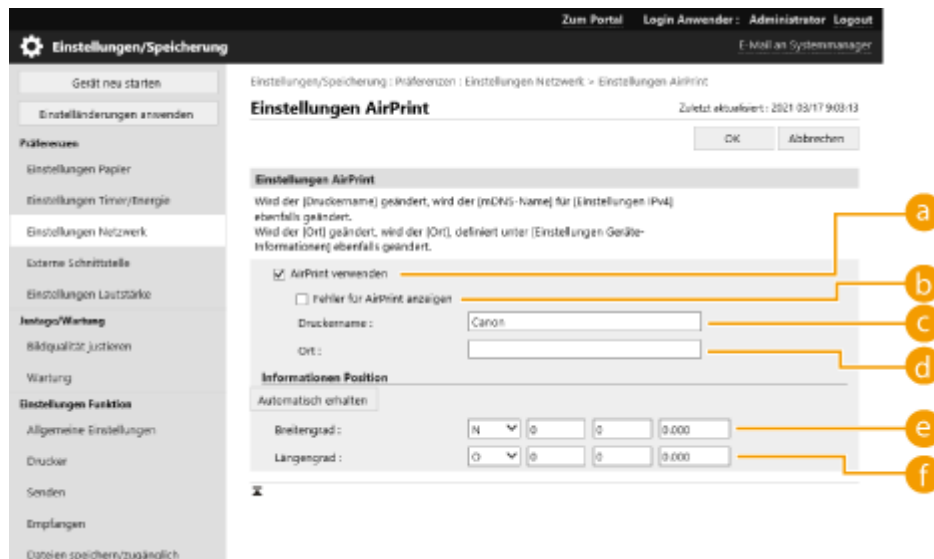 Zum Portal Login Anwender : Administrator Logout
Einstellungen/Speicherung
E-Mail an Systemmanager
Gerät neu starten
Einstelländerungen anwenden
Präferenzen
Einstellungen Papier
Einstellungen Timer/Energie
Einstellungen Netzwerk
Externe Schnittstelle
Einstellungen Lautstärke
Justage/Wartung
Bildqualität justieren
Wartung
Einstellungen Funktion
Allgemeine Einstellungen
Drucker
Senden
Empfangen
Dateien speichern/zugänglich
Einstellungen/Speicherung : Präferenzen : Einstellungen Netzwerk > Einstellungen AirPrint
Einstellungen AirPrint
Zuletzt aktualisiert : 2021 03/17 9:03:13
OK Abbrechen
Einstellungen AirPrint
Wird der [Druckername] geändert, wird der [mDNS-Name] für [Einstellungen IPv4]
ebenfalls geändert.
Wird der [Ort] geändert, wird der [Ort], definiert unter [Einstellungen Geräte-
Informationen] ebenfalls geändert.
AirPrint verwenden
a
Fehler für AirPrint anzeigen
b
Druckername : Canon
c
Ort :
d
Informationen Position
Automatisch erhalten
Breitengrad : N 0 0 0.000
e
Längengrad : O 0 0 0.000
f